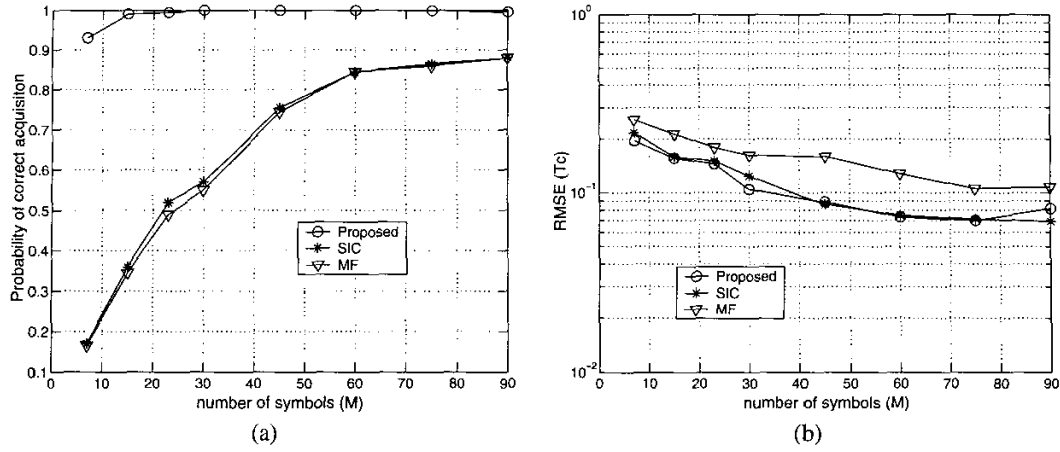 1
0.9
0.8
0.7
0.6
0.5
0.4
0.3
0.2
0.1
0 10 20 30 40 50 60 70 80 90
Probability of correct acquisiton
number of symbols (M)
Proposed
SIC
MF
(a)
10^0
10^-1
10^-2
0 10 20 30 40 50 60 70 80 90
RMSE (Tc)
number of symbols (M)
Proposed
SIC
MF
(b)